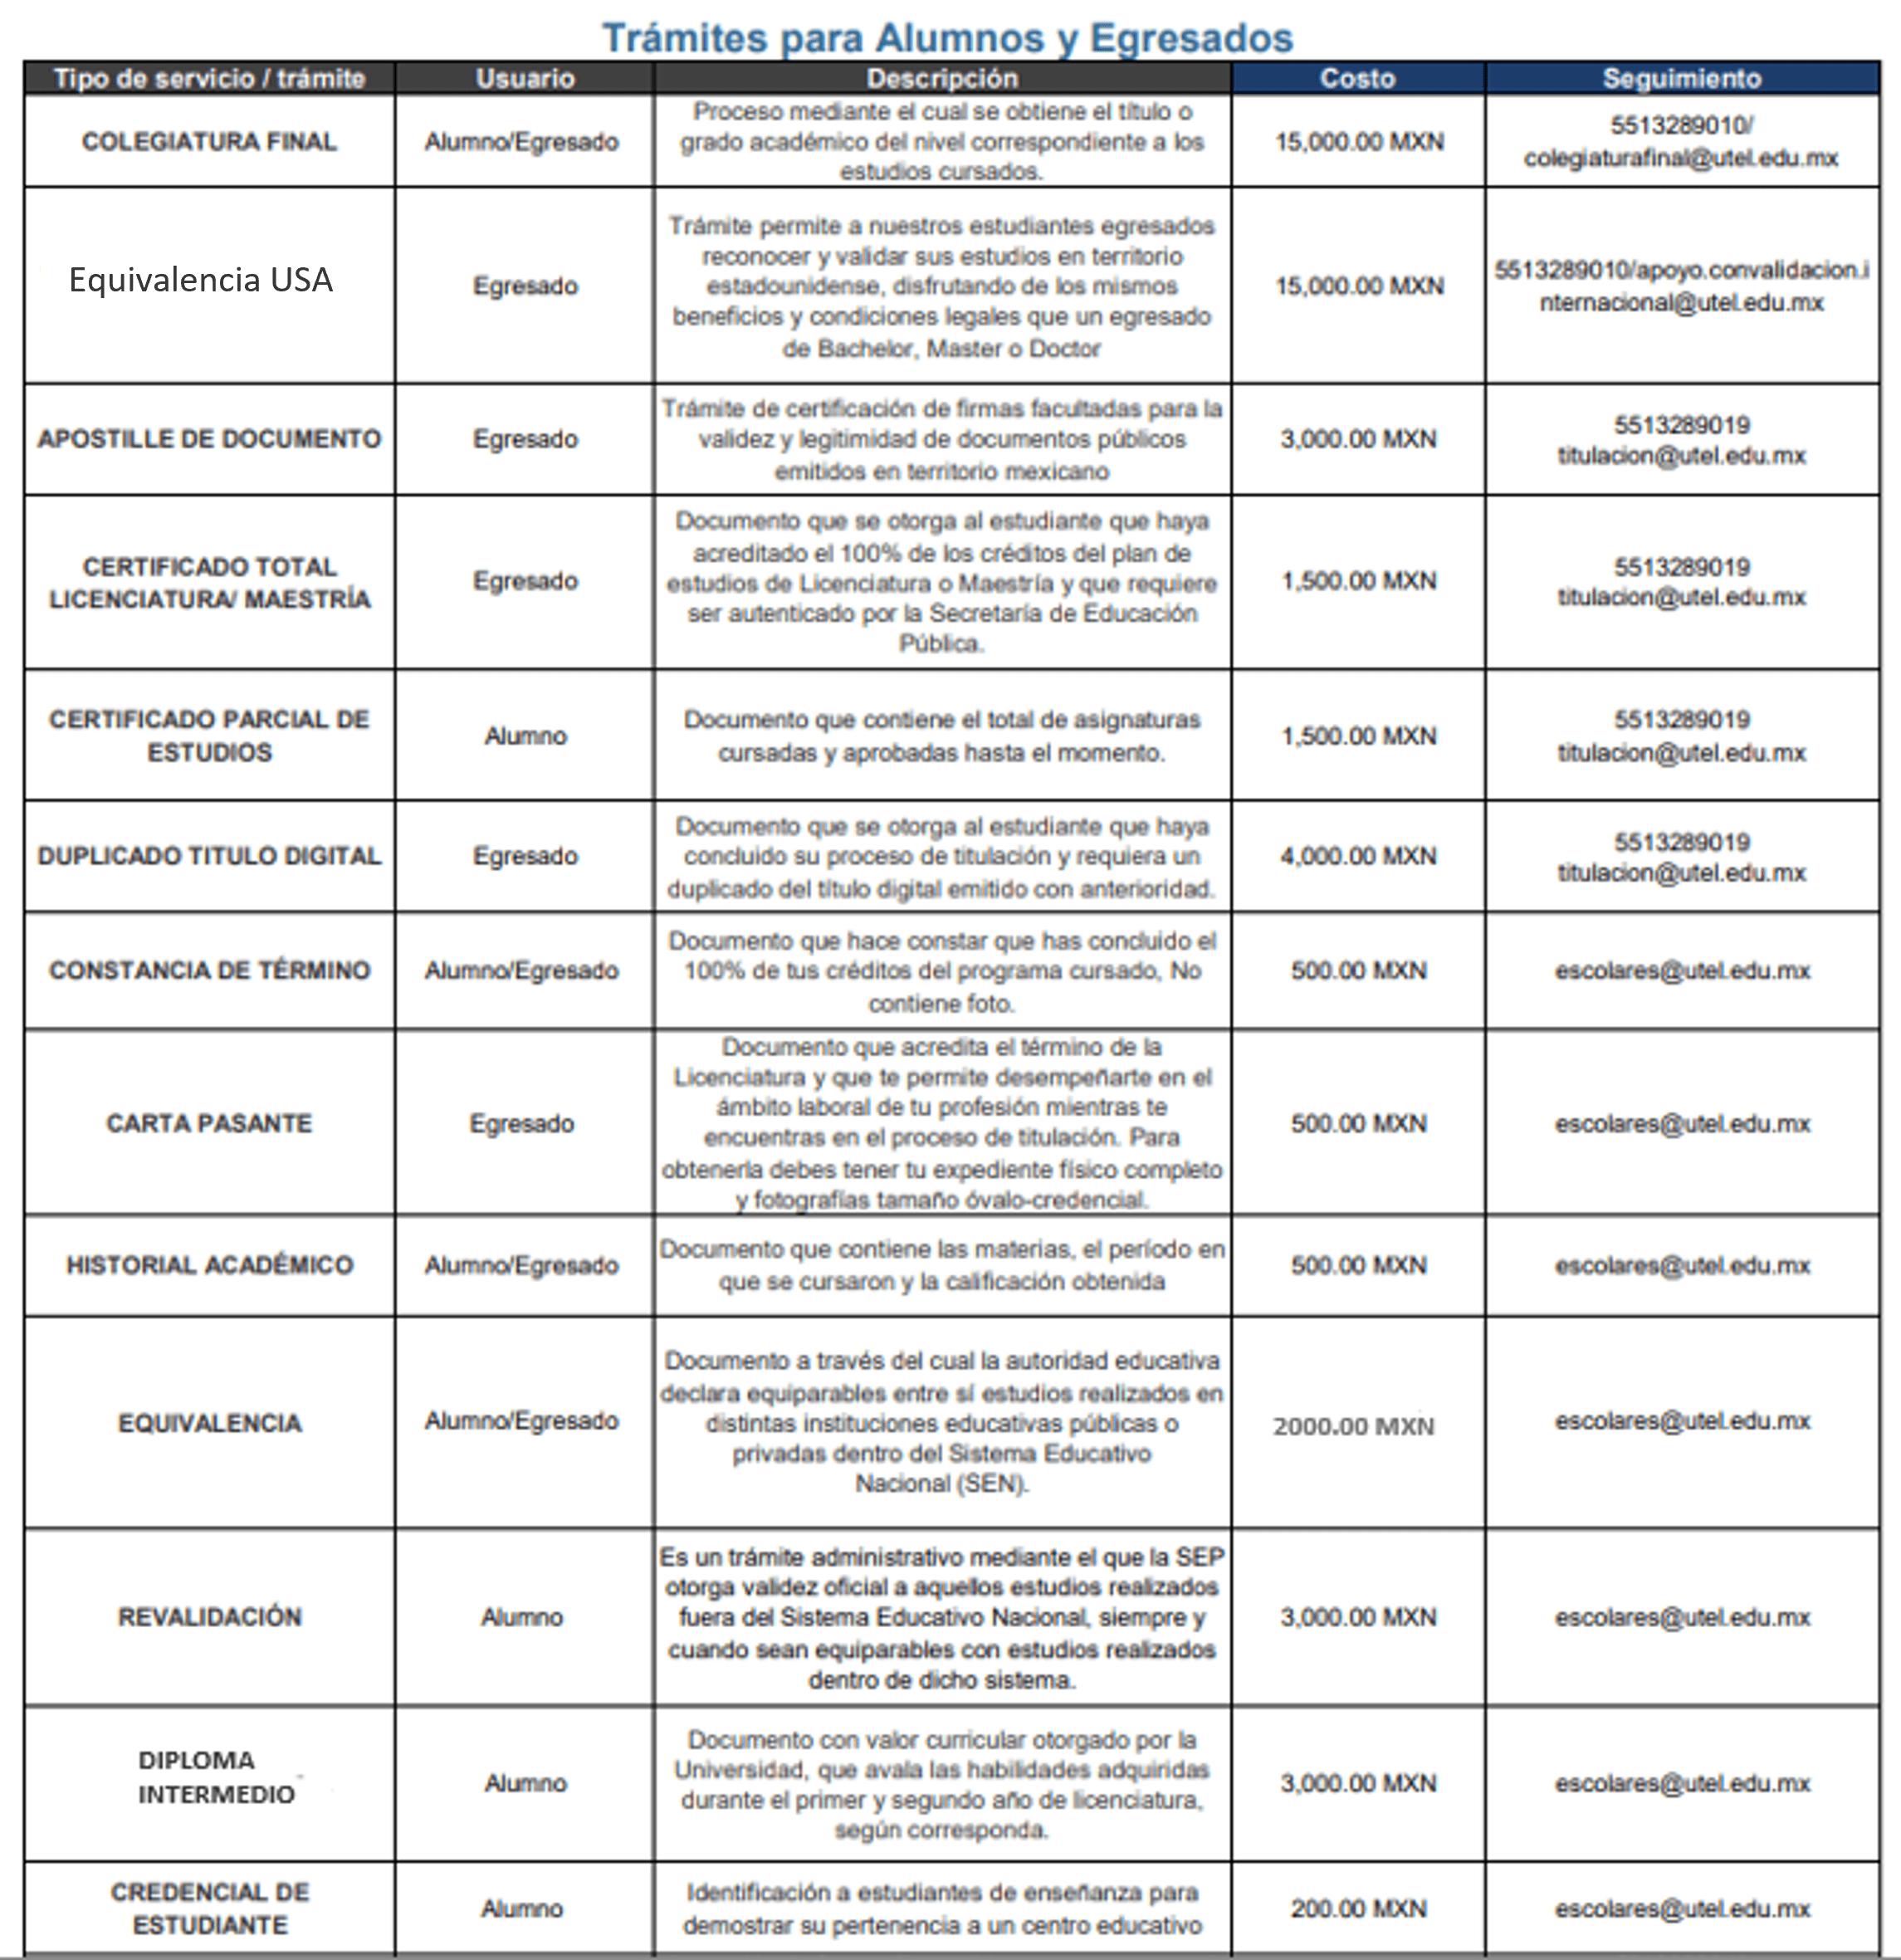 Trámites para Alumnos y Egresados
Tipo de servicio / trámite Usuario Descripción Costo Seguimiento
COLEGIATURA FINAL
Alumno/Egresado
Proceso mediante el cual se obtiene el título o
grado académico del nivel correspondiente a los
estudios cursados.
15,000.00 MXN
5513289010/
colegiaturafinal@utel.edu.mx
Equivalencia USA
Egresado
Trámite permite a nuestros estudiantes egresados
reconocer y validar sus estudios en territorio
estadounidense, disfrutando de los mismos
beneficios y condiciones legales que un egresado
de Bachelor, Master o Doctor
15,000.00 MXN
5513289010/apoyo.convalidacion.i
nternacional@utel.edu.mx
APOSTILLE DE DOCUMENTO
Egresado
Trámite de certificación de firmas facultadas para la
validez y legitimidad de documentos públicos
emitidos en territorio mexicano
3,000.00 MXN
5513289019
titulacion@utel.edu.mx
CERTIFICADO TOTAL
LICENCIATURA/ MAESTRÍA
Egresado
Documento que se otorga al estudiante que haya
acreditado el 100% de los créditos del plan de
estudios de Licenciatura o Maestría y que requiere
ser autenticado por la Secretaría de Educación
Pública.
1,500.00 MXN
5513289019
titulacion@utel.edu.mx
CERTIFICADO PARCIAL DE
ESTUDIOS
Alumno
Documento que contiene el total de asignaturas
cursadas y aprobadas hasta el momento.
1,500.00 MXN
5513289019
titulacion@utel.edu.mx
DUPLICADO TITULO DIGITAL
Egresado
Documento que se otorga al estudiante que haya
concluido su proceso de titulación y requiera un
duplicado del título digital emitido con anterioridad.
4,000.00 MXN
5513289019
titulacion@utel.edu.mx
CONSTANCIA DE TÉRMINO
Alumno/Egresado
Documento que hace constar que has concluido el
100% de tus créditos del programa cursado, No
contiene foto.
500.00 MXN
escolares@utel.edu.mx
CARTA PASANTE
Egresado
Documento que acredita el término de la
Licenciatura y que te permite desempeñarte en el
ámbito laboral de tu profesión mientras te
encuentras en el proceso de titulación. Para
obtenerla debes tener tu expediente físico completo
y fotografías tamaño óvalo-credencial.
500.00 MXN
escolares@utel.edu.mx
HISTORIAL ACADÉMICO
Alumno/Egresado
Documento que contiene las materias, el período en
que se cursaron y la calificación obtenida
500.00 MXN
escolares@utel.edu.mx
EQUIVALENCIA
Alumno/Egresado
Documento a través del cual la autoridad educativa
declara equiparables entre sí estudios realizados en
distintas instituciones educativas públicas o
privadas dentro del Sistema Educativo
Nacional (SEN).
2000.00 MXN
escolares@utel.edu.mx
REVALIDACIÓN
Alumno
Es un trámite administrativo mediante el que la SEP
otorga validez oficial a aquellos estudios realizados
fuera del Sistema Educativo Nacional, siempre y
cuando sean equiparables con estudios realizados
dentro de dicho sistema.
3,000.00 MXN
escolares@utel.edu.mx
DIPLOMA
INTERMEDIO
Alumno
Documento con valor curricular otorgado por la
Universidad, que avala las habilidades adquiridas
durante el primer y segundo año de licenciatura,
según corresponda.
3,000.00 MXN
escolares@utel.edu.mx
CREDENCIAL DE
ESTUDIANTE
Alumno
Identificación a estudiantes de enseñanza para
demostrar su pertenencia a un centro educativo
200.00 MXN
escolares@utel.edu.mx